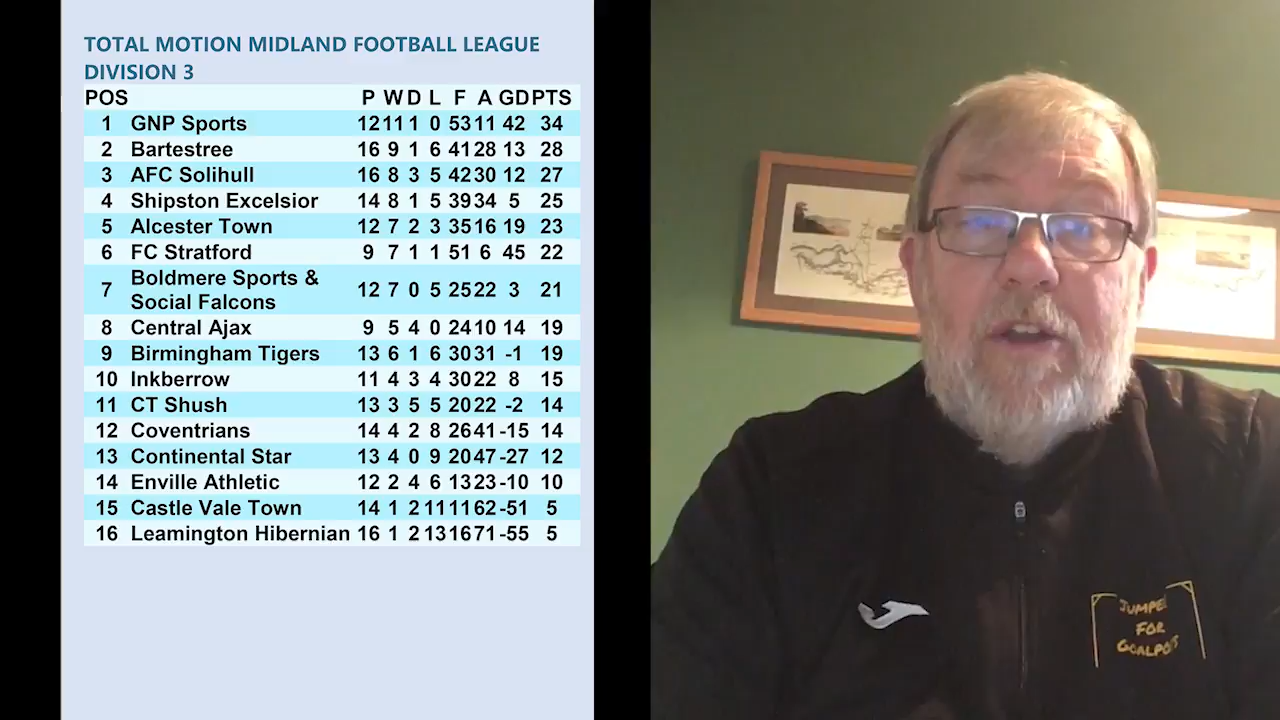 TOTAL MOTION MIDLAND FOOTBALL LEAGUE
DIVISION 3
POS P W D L F A GD PTS
1 GNP Sports 12 11 1 0 53 11 42 34
2 Bartestree 16 9 1 6 41 28 13 28
3 AFC Solihull 16 8 3 5 42 30 12 27
4 Shipston Excelsior 14 8 1 5 39 34 5 25
5 Alcester Town 12 7 2 3 35 16 19 23
6 FC Stratford 9 7 1 1 51 6 45 22
7 Boldmere Sports &
Social Falcons 12 7 0 5 25 22 3 21
8 Central Ajax 9 5 4 0 24 10 14 19
9 Birmingham Tigers 13 6 1 6 30 31 -1 19
10 Inkberrow 11 4 3 4 30 22 8 15
11 CT Shush 13 3 5 5 20 22 -2 14
12 Coventrians 14 4 2 8 26 41 -15 14
13 Continental Star 13 4 0 9 20 47 -27 12
14 Enville Athletic 12 2 4 6 13 23 -10 10
15 Castle Vale Town 14 1 2 11 11 62 -51 5
16 Leamington Hibernian 16 1 2 13 16 71 -55 5
FOR